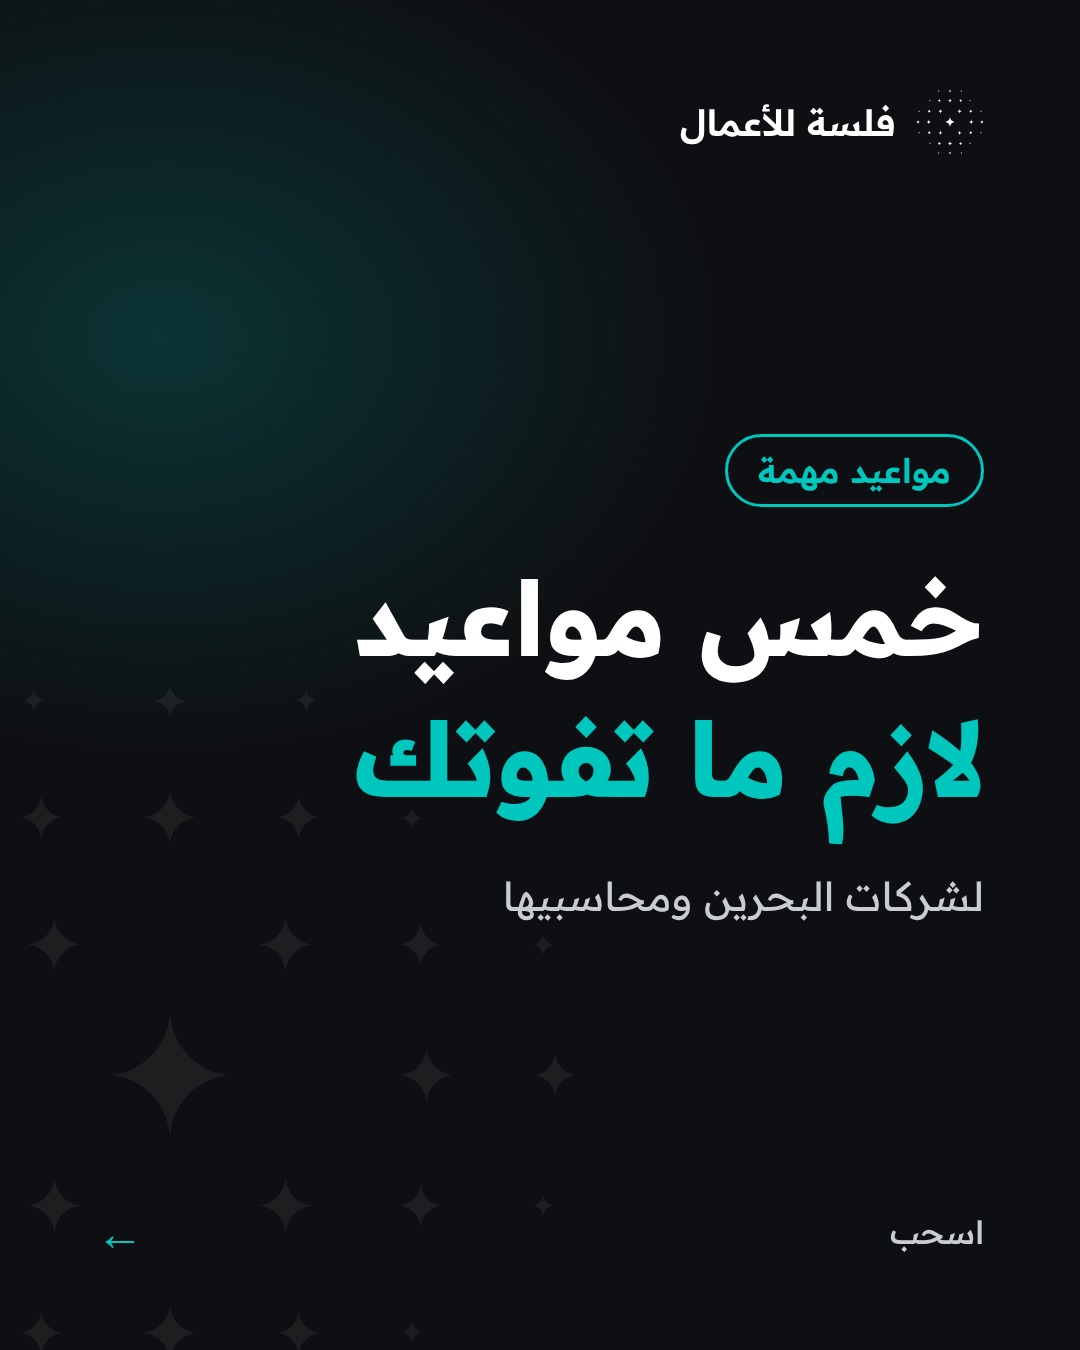 فلسة للأعمال
مواعيد مهمة
خمس مواعيد
لازم ما تفوتك
لشركات البحرين ومحاسبيها
اسحب
←